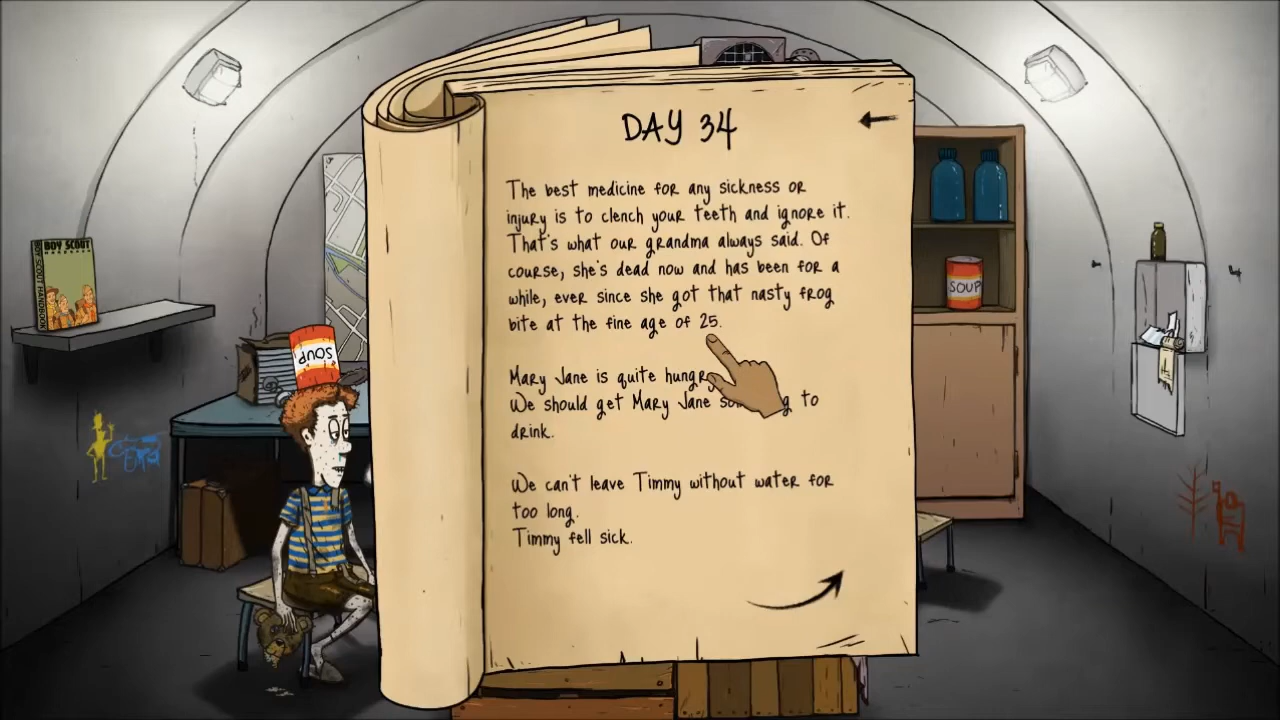 DAY 34
The best medicine for any sickness or
injury is to clench your teeth and ignore it.
That's what our grandma always said. Of
course, she's dead now and has been for a
while, ever since she got that nasty frog
bite at the fine age of 25.
Mary Jane is quite
We should get Mary Jane to
drink.
We can't leave Timmy without water for
too long.
Timmy fell sick.
BOY SCOUT
BOY SCOUT HANDBOOK
SOUP
SOUP